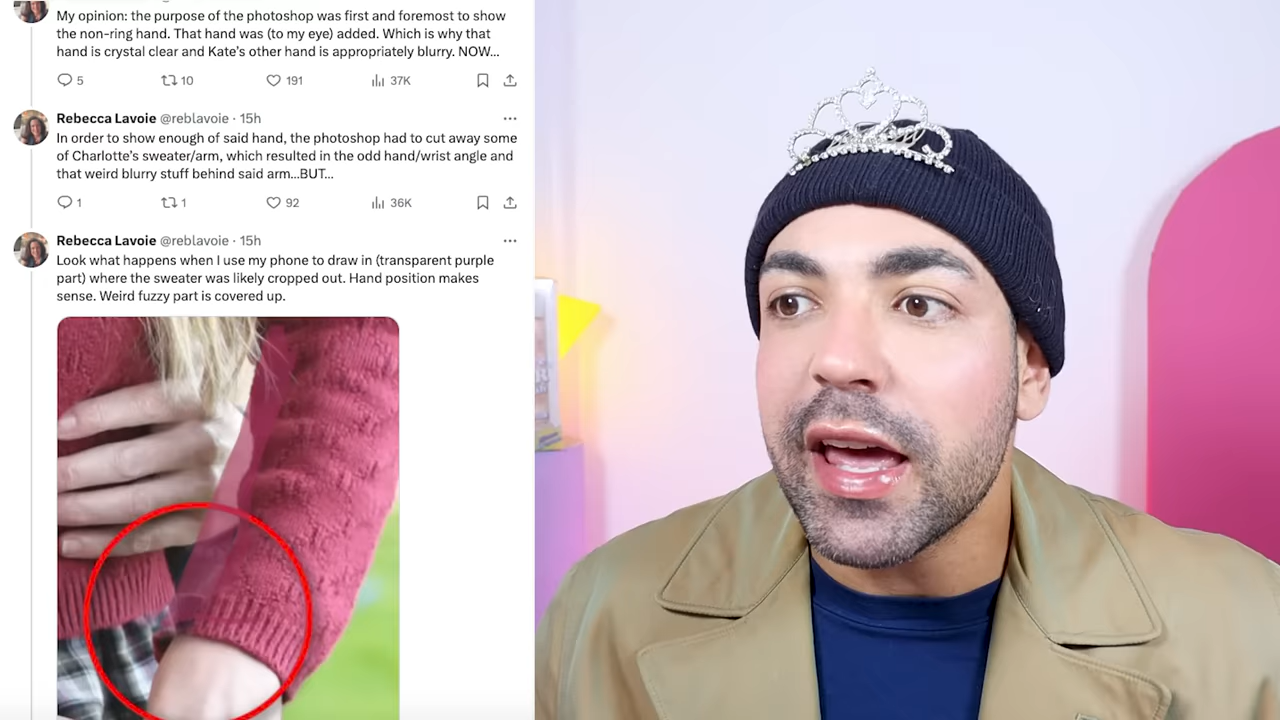 My opinion: the purpose of the photoshop was first and foremost to show
the non-ring hand. That hand was (to my eye) added. Which is why that
hand is crystal clear and Kate's other hand is appropriately blurry. NOW...
5 10 191 37K
Rebecca Lavoie @reblavoie · 15h
In order to show enough of said hand, the photoshop had to cut away some
of Charlotte's sweater/arm, which resulted in the odd hand/wrist angle and
that weird blurry stuff behind said arm...BUT...
1 1 92 36K
Rebecca Lavoie @reblavoie · 15h
Look what happens when I use my phone to draw in (transparent purple
part) where the sweater was likely cropped out. Hand position makes
sense. Weird fuzzy part is covered up.